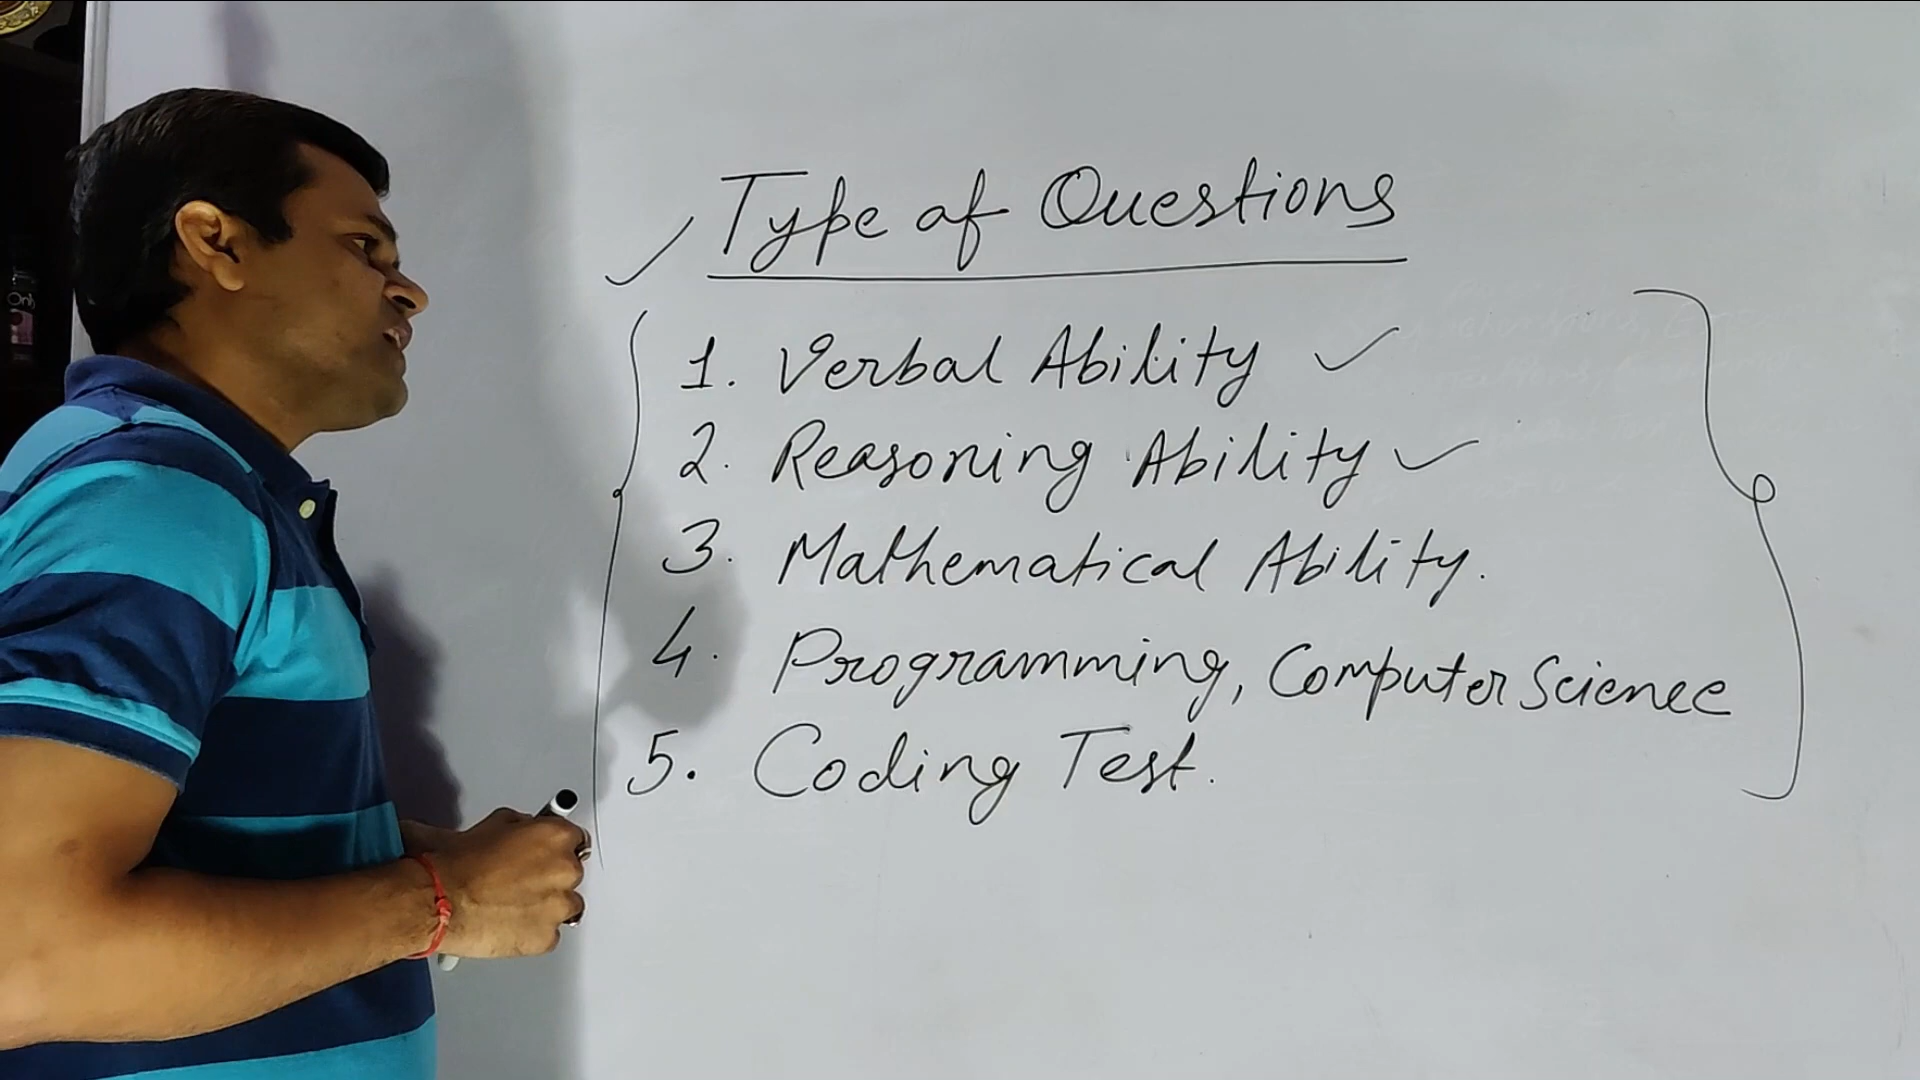 Type of Questions
1. Verbal Ability
2. Reasoning Ability
3. Mathematical Ability.
4. Programming, Computer Science
5. Coding Test.
Only